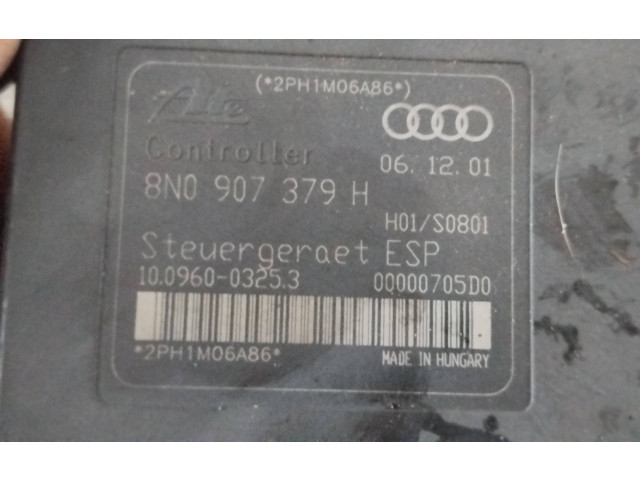 (*2PH1M06A86*)
Ate
Controller
06. 12. 01
8N0 907 379 H
H01/S0801
Steuergeraet ESP
10.0960-0325.3 00000705D0
*2PH1M06A86*
MADE IN HUNGARY